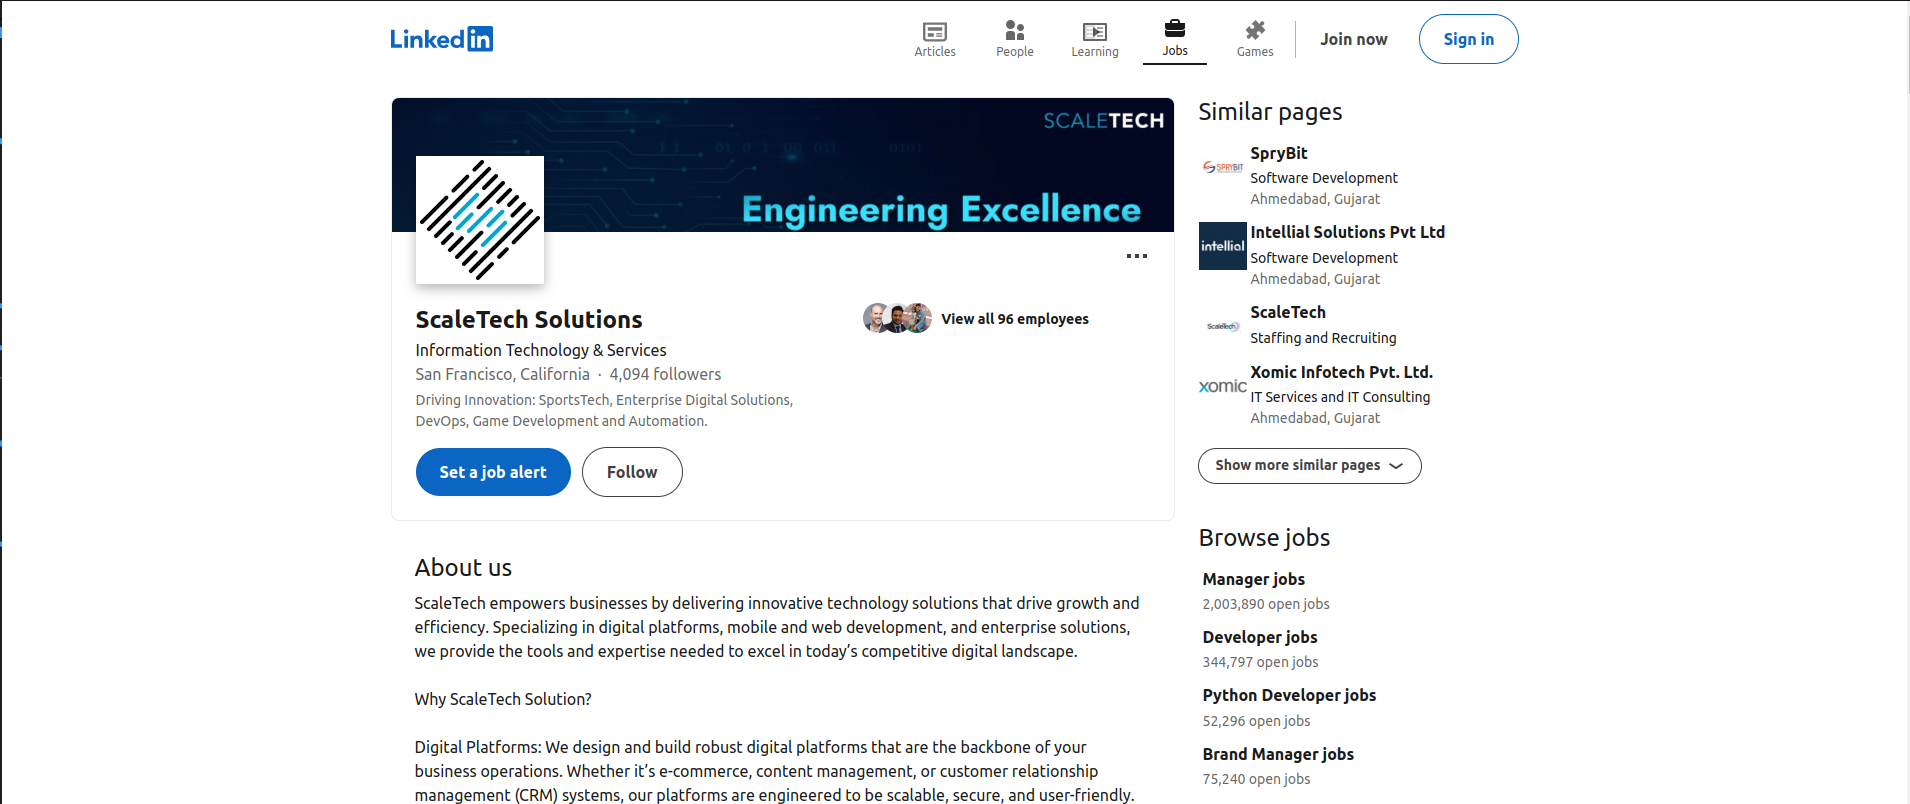 Linked in
Articles
People
Learning
Jobs
Games
Join now
Sign in
SCALETECH
Engineering Excellence
ScaleTech Solutions
Information Technology & Services
San Francisco, California · 4,094 followers
Driving Innovation: SportsTech, Enterprise Digital Solutions,
DevOps, Game Development and Automation.
View all 96 employees
Set a job alert
Follow
About us
ScaleTech empowers businesses by delivering innovative technology solutions that drive growth and
efficiency. Specializing in digital platforms, mobile and web development, and enterprise solutions,
we provide the tools and expertise needed to excel in today’s competitive digital landscape.
Why ScaleTech Solution?
Digital Platforms: We design and build robust digital platforms that are the backbone of your
business operations. Whether it’s e-commerce, content management, or customer relationship
management (CRM) systems, our platforms are engineered to be scalable, secure, and user-friendly.
Similar pages
SPRYBIT
SpryBit
Software Development
Ahmedabad, Gujarat
intellial
Intellial Solutions Pvt Ltd
Software Development
Ahmedabad, Gujarat
ScaleTech
ScaleTech
Staffing and Recruiting
xomic
Xomic Infotech Pvt. Ltd.
IT Services and IT Consulting
Ahmedabad, Gujarat
Show more similar pages
Browse jobs
Manager jobs
2,003,890 open jobs
Developer jobs
344,797 open jobs
Python Developer jobs
52,296 open jobs
Brand Manager jobs
75,240 open jobs